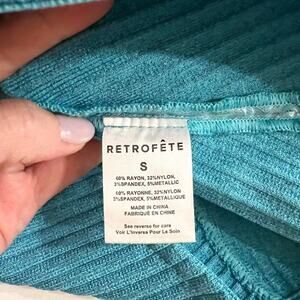 RETROFÊTE
S
60% RAYON, 32%NYLON,
3%SPANDEX, 5%METALLIC
60% RAYONNE, 32%NYLON
3%SPANDEX, 5%METALLIQUE
MADE IN CHINA
FABRIQUÉ EN CHINE
See reverse for care
Voir L'inverse Pour Le Soin